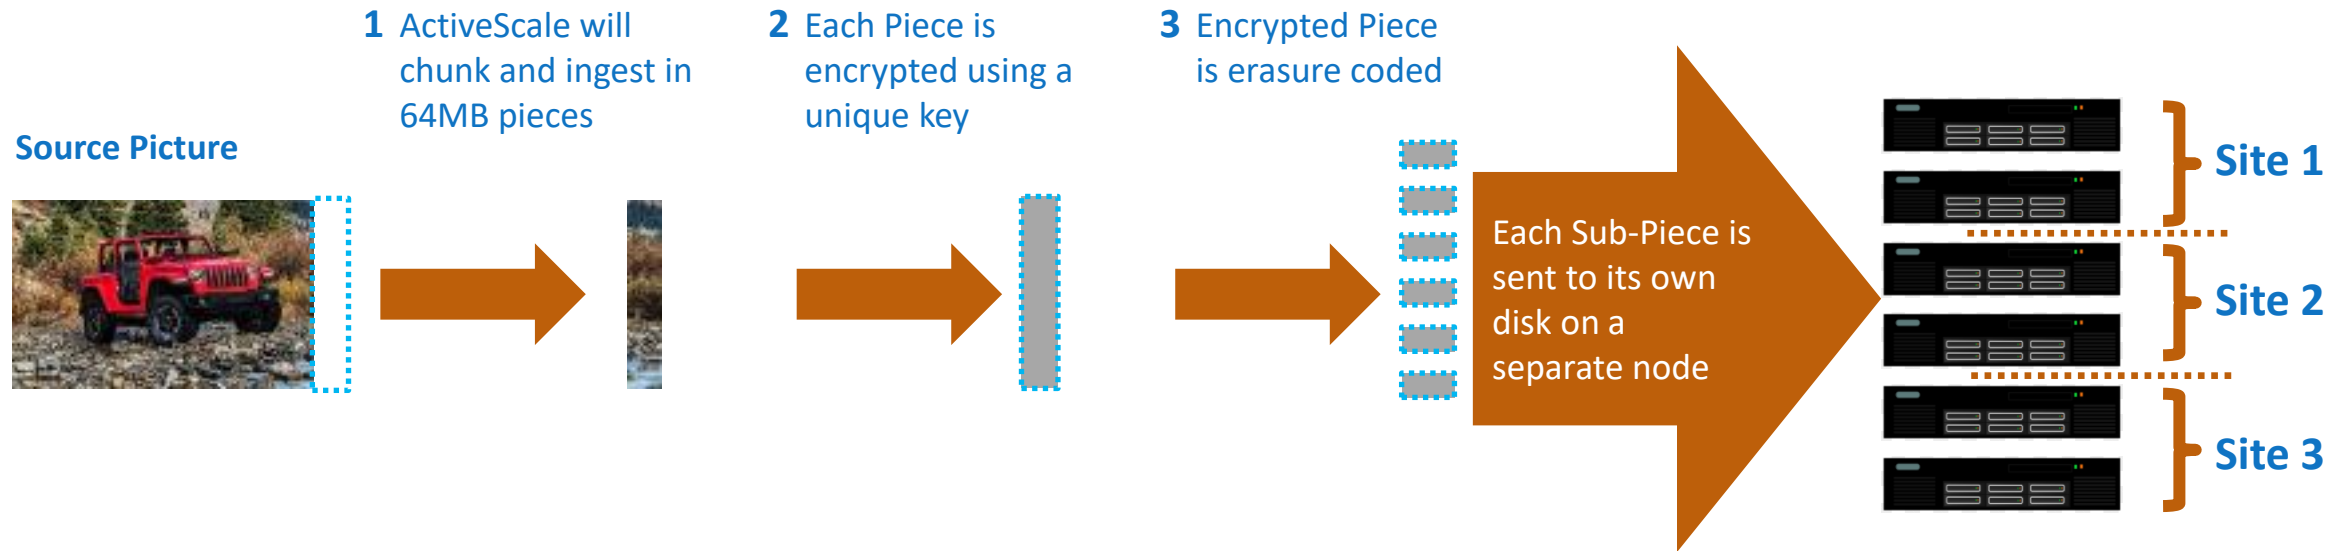 1 ActiveScale will
chunk and ingest in
64MB pieces
2 Each Piece is
encrypted using a
unique key
3 Encrypted Piece
is erasure coded
Source Picture
Each Sub-Piece is
sent to its own
disk on a
separate node
Site 1
Site 2
Site 3